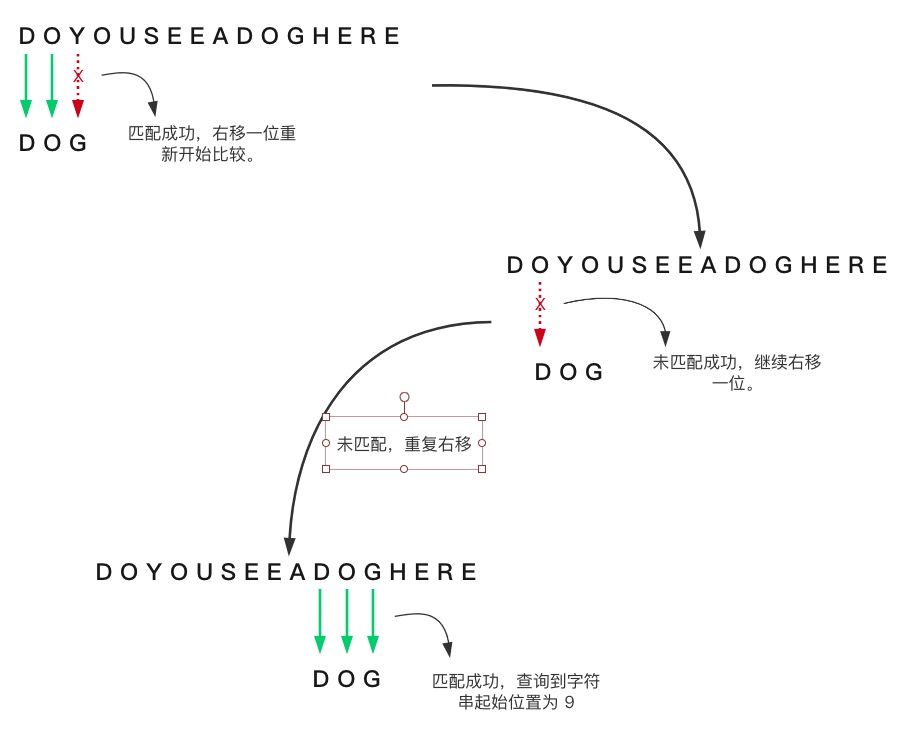 DOYOUSEEADOGHERE
X
DOG
匹配成功，右移一位重
新开始比较。
DOYOUSEEADOGHERE
X
DOG
未匹配成功，继续右移
一位。
未匹配，重复右移
DOYOUSEEADOGHERE
DOG
匹配成功，查询到字符
串起始位置为 9